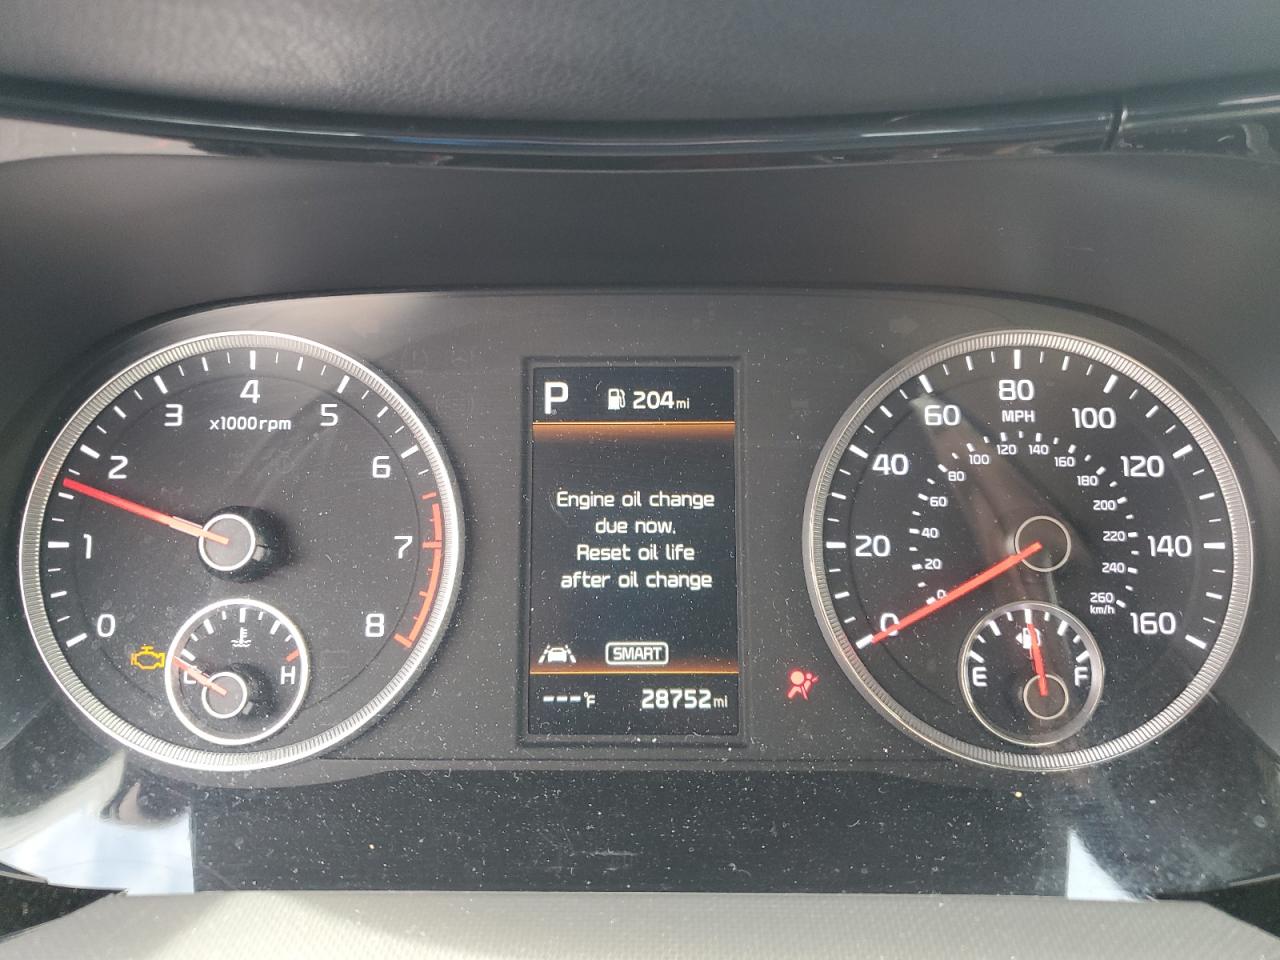 4
3
5
x1000rpm
2
6
1
7
0
8
C
H
P
204mi
Engine oil change
due now.
Reset oil life
after oil change
SMART
---°F
28752mi
80
MPH
60
100
40
120
20
140
0
160
120
140
100
160
80
180
60
200
40
220
20
240
0
260
km/h
E
F